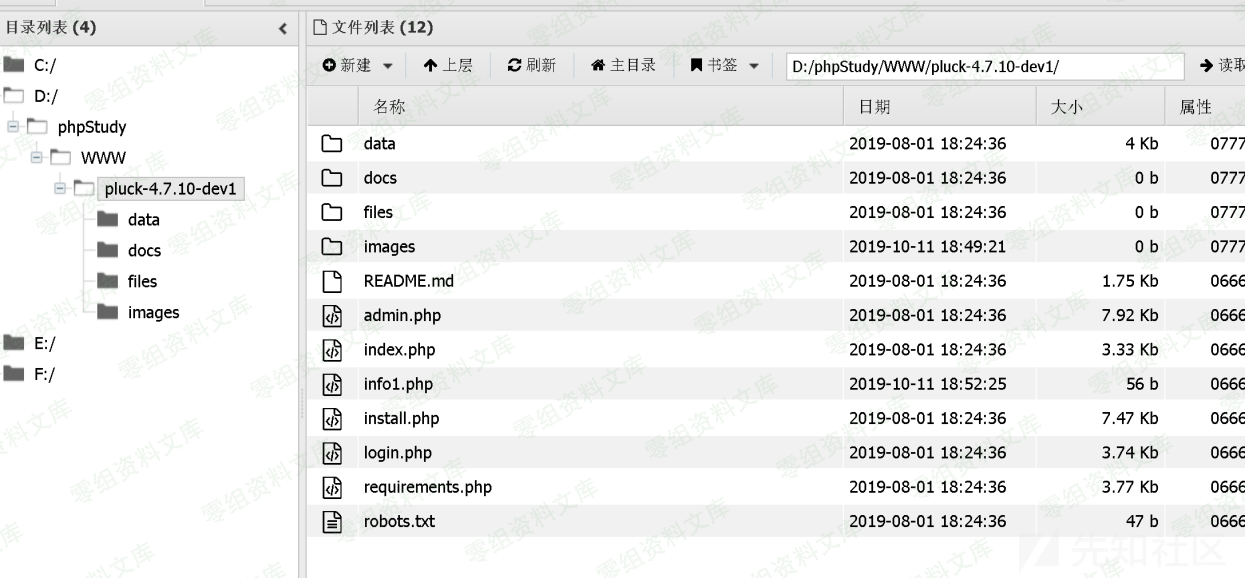 目录列表 (4)
C:/
D:/
phpStudy
WWW
pluck-4.7.10-dev1
data
docs
files
images
E:/
F:/
文件列表 (12)
新建 上层 刷新 主目录 书签 D:/phpStudy/WWW/pluck-4.7.10-dev1/ 读取
名称 日期 大小 属性
data 2019-08-01 18:24:36 4 Kb 0777
docs 2019-08-01 18:24:36 0 b 0777
files 2019-08-01 18:24:36 0 b 0777
images 2019-10-11 18:49:21 0 b 0777
README.md 2019-08-01 18:24:36 1.75 Kb 0666
admin.php 2019-08-01 18:24:36 7.92 Kb 0666
index.php 2019-08-01 18:24:36 3.33 Kb 0666
info1.php 2019-10-11 18:52:25 56 b 0666
install.php 2019-08-01 18:24:36 7.47 Kb 0666
login.php 2019-08-01 18:24:36 3.74 Kb 0666
requirements.php 2019-08-01 18:24:36 3.77 Kb 0666
robots.txt 2019-08-01 18:24:36 47 b 0666
零组资料文库
先知社区